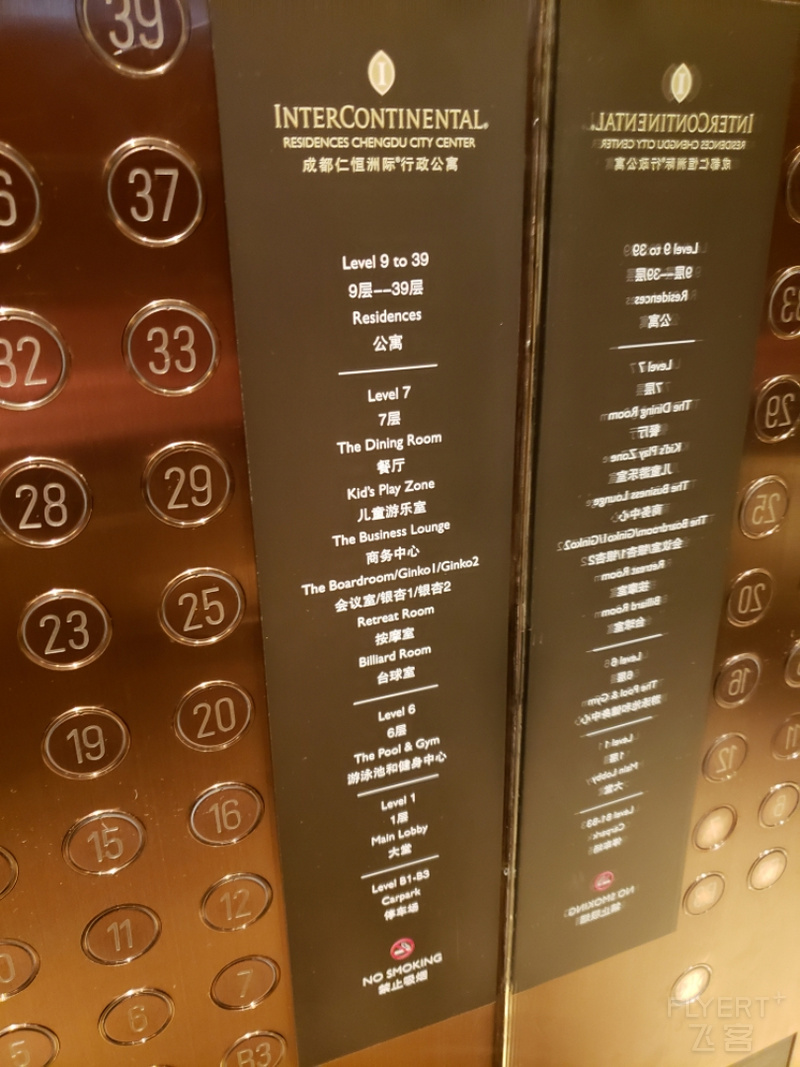 39
37
33
32
28
29
23
25
19
20
15
16
11
12
6
7
5
B3
INTERCONTINENTAL®
RESIDENCES CHENGDU CITY CENTER
成都仁恒洲际®行政公寓
Level 9 to 39
9层——39层
Residences
公寓
Level 7
7层
The Dining Room
餐厅
Kid's Play Zone
儿童游乐室
The Business Lounge
商务中心
The Boardroom/Ginko1/Ginko2
会议室/银杏1/银杏2
Retreat Room
按摩室
Billiard Room
台球室
Level 6
6层
The Pool & Gym
游泳池和健身中心
Level 1
1层
Main Lobby
大堂
Level B1-B3
Carpark
停车场
NO SMOKING
禁止吸烟
FLYERT+
飞客